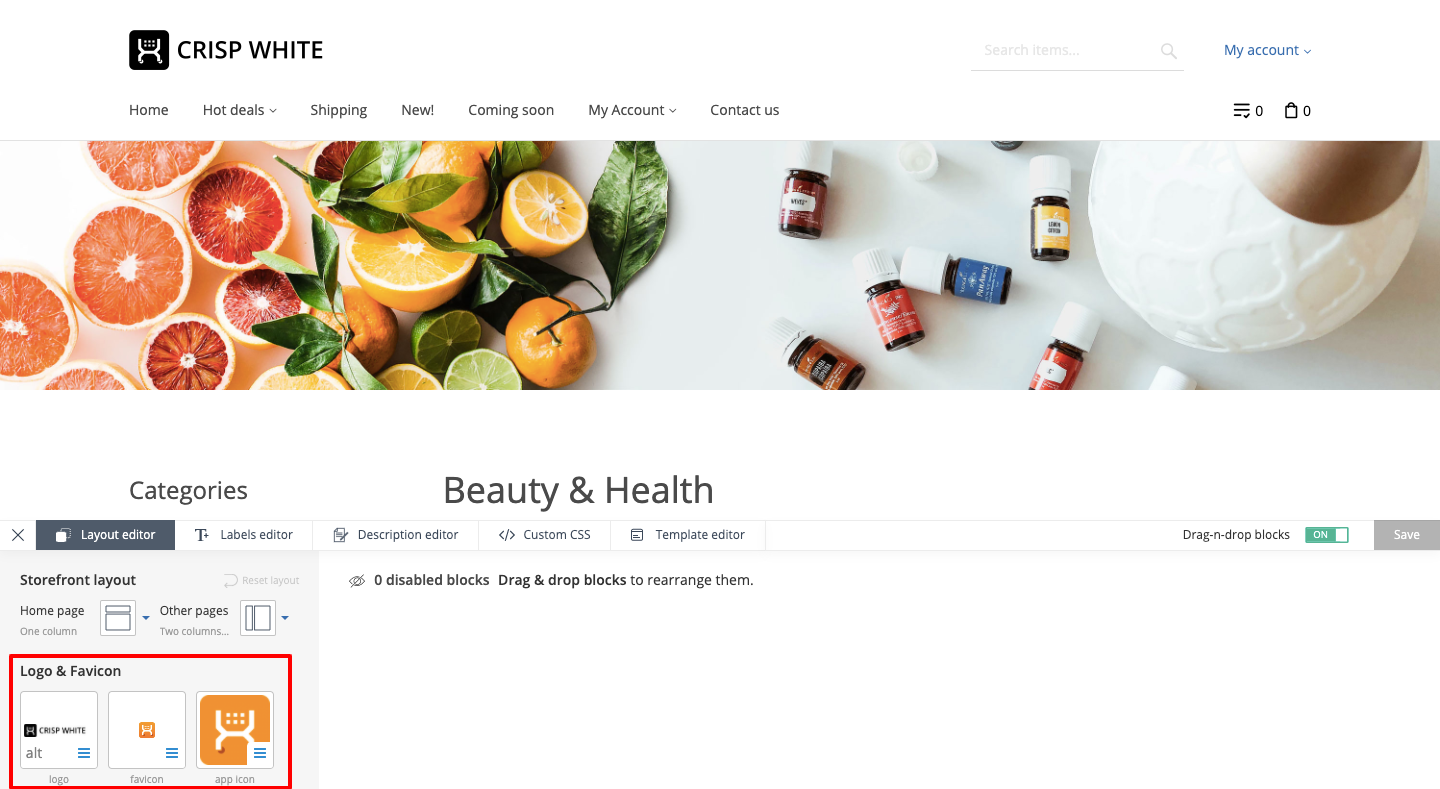 CRISP WHITE
Search items...
My account
Home Hot deals Shipping New! Coming soon My Account Contact us
0 0
LEMON
PanAway
Categories
Beauty & Health
Layout editor Labels editor Description editor Custom CSS Template editor Drag-n-drop blocks ON Save
Storefront layout Reset layout
0 disabled blocks Drag & drop blocks to rearrange them.
Home page Other pages
One column Two columns...
Logo & Favicon
CRISP WHITE
alt
logo favicon app icon